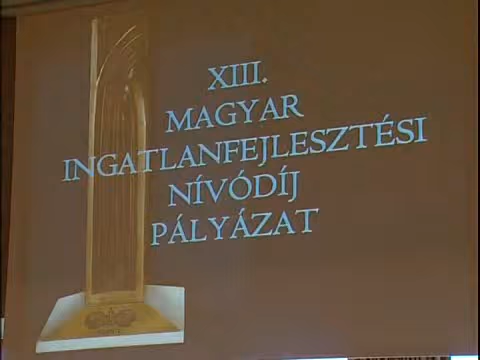 XIII.
MAGYAR
INGATLANFEJLESZTÉSI
NÍVÓDÍJ
PÁLYÁZAT